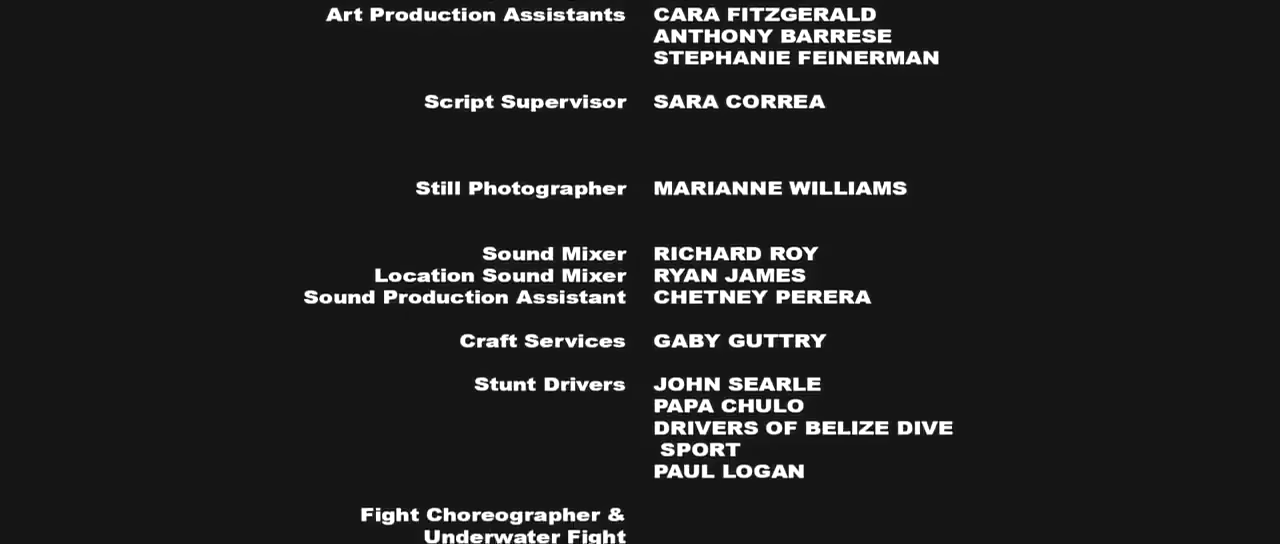 Art Production Assistants CARA FITZGERALD
ANTHONY BARRESE
STEPHANIE FEINERMAN
Script Supervisor SARA CORREA
Still Photographer MARIANNE WILLIAMS
Sound Mixer RICHARD ROY
Location Sound Mixer RYAN JAMES
Sound Production Assistant CHETNEY PERERA
Craft Services GABY GUTTRY
Stunt Drivers JOHN SEARLE
PAPA CHULO
DRIVERS OF BELIZE DIVE
SPORT
PAUL LOGAN
Fight Choreographer &
Underwater Fight